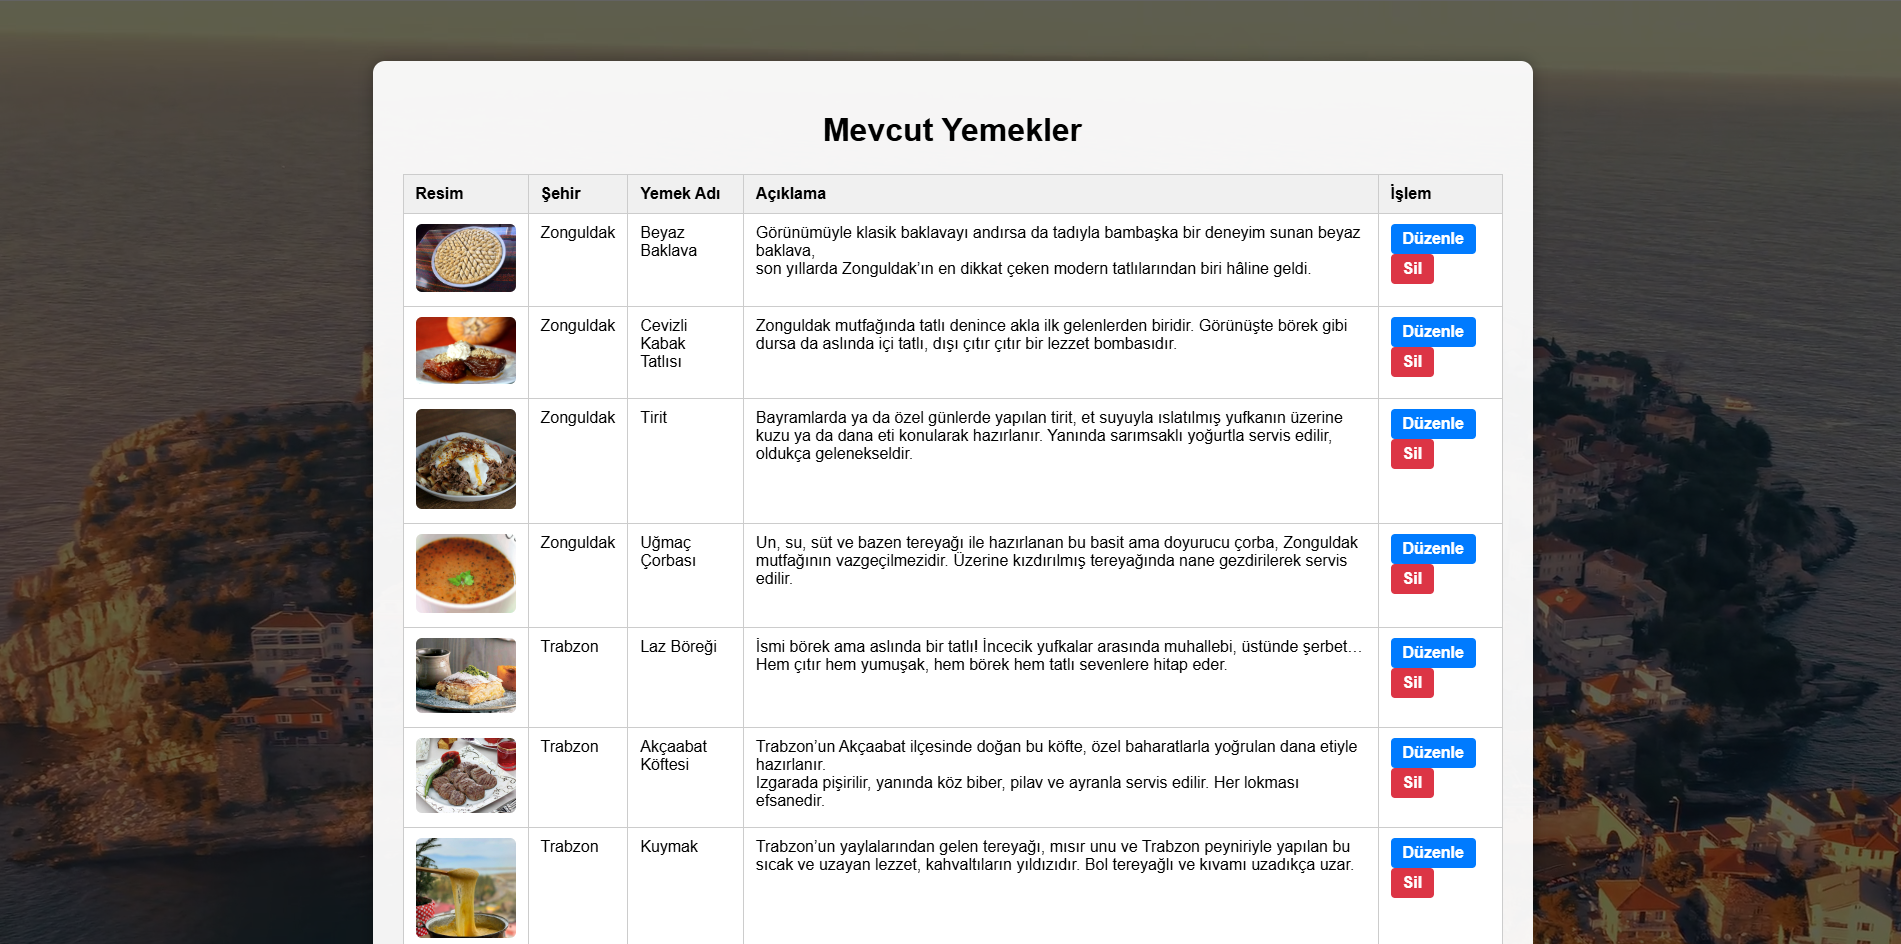 Mevcut Yemekler
Resim Şehir Yemek Adı Açıklama İşlem
Zonguldak
Beyaz
Baklava
Görünümüyle klasik baklavayı andırsa da tadıyla bambaşka bir deneyim sunan beyaz
baklava,
son yıllarda Zonguldak’ın en dikkat çeken modern tatlılarından biri hâline geldi.
Düzenle
Sil
Zonguldak
Cevizli
Kabak
Tatlısı
Zonguldak mutfağında tatlı denince akla ilk gelenlerden biridir. Görünüşte börek gibi
dursa da aslında içi tatlı, dışı çıtır çıtır bir lezzet bombasıdır.
Düzenle
Sil
Zonguldak
Tirit
Bayramlarda ya da özel günlerde yapılan tirit, et suyuyla ıslatılmış yufkanın üzerine
kuzu ya da dana eti konularak hazırlanır. Yanında sarımsaklı yoğurtla servis edilir,
oldukça gelenekseldir.
Düzenle
Sil
Zonguldak
Uğmaç
Çorbası
Un, su, süt ve bazen tereyağı ile hazırlanan bu basit ama doyurucu çorba, Zonguldak
mutfağının vazgeçilmezidir. Üzerine kızdırılmış tereyağında nane gezdirilerek servis
edilir.
Düzenle
Sil
Trabzon
Laz Böreği
İsmi börek ama aslında bir tatlı! İncecik yufkalar arasında muhallebi, üstünde şerbet…
Hem çıtır hem yumuşak, hem börek hem tatlı sevenlere hitap eder.
Düzenle
Sil
Trabzon
Akçaabat
Köftesi
Trabzon’un Akçaabat ilçesinde doğan bu köfte, özel baharatlarla yoğrulan dana etiyle
hazırlanır.
Izgarada pişirilir, yanında köz biber, pilav ve ayranla servis edilir. Her lokması
efsanedir.
Düzenle
Sil
Trabzon
Kuymak
Trabzon’un yaylalarından gelen tereyağı, mısır unu ve Trabzon peyniriyle yapılan bu
sıcak ve uzayan lezzet, kahvaltıların yıldızıdır. Bol tereyağlı ve kıvamı uzadıkça uzar.
Düzenle
Sil